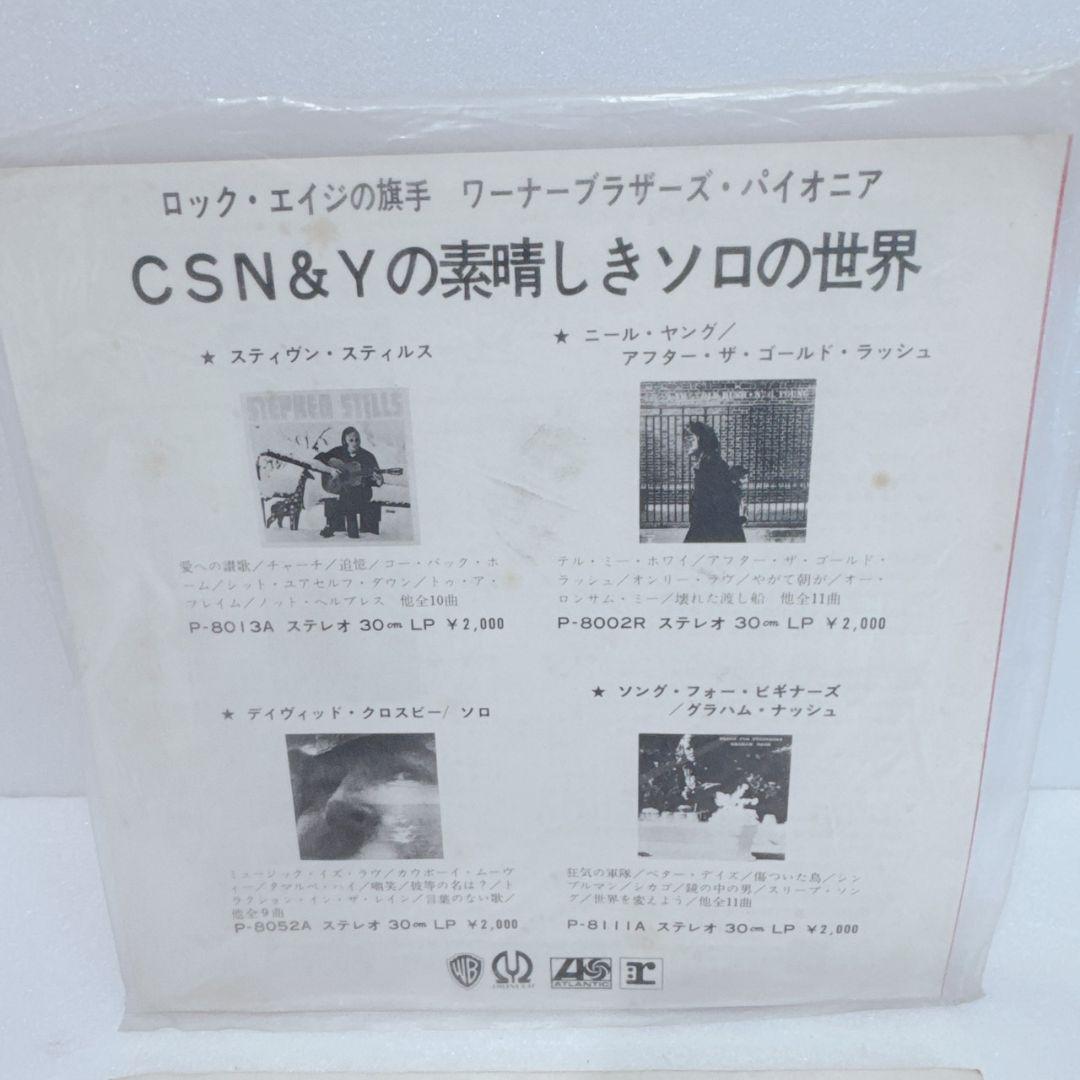 ロック・エイジの旗手 ワーナーブラザーズ・パイオニア
CSN&Yの素晴しきソロの世界
★ スティヴン・スティルス
STEPHEN STILLS
愛への讃歌/チャーチ/追憶/ゴー・バック・ホ
ーム/シット・ユアセルフ・ダウン/トゥ・ア・
フレイム/ノット・ヘルプレス 他全10曲
P-8013A ステレオ 30cm LP ¥2,000
★ ニール・ヤング/
アフター・ザ・ゴールド・ラッシュ
テル・ミー・ホワイ/アフター・ザ・ゴールド・
ラッシュ/オンリー・ラヴ/やがて朝が/オー・
ロンサム・ミー/壊れた渡し船 他全11曲
P-8002R ステレオ 30cm LP ¥2,000
★ デイヴィッド・クロスビー/ ソロ
ミュージック・イズ・ラヴ/カウボーイ・ムーヴ
ィー/タマルペ・ハイ/嘲笑/彼等の名は?/ト
ラクション・イン・ザ・レイン/言葉のない歌/
他全9曲
P-8052A ステレオ 30cm LP ¥2,000
★ ソング・フォー・ビギナーズ
/グラハム・ナッシュ
SONGS FOR BEGINNERS
GRAHAM NASH
狂気の軍隊/ベター・デイズ/傷ついた鳥/シン
プルマン/シカゴ/鏡の中の男/スリープ・ソン
グ/世界を変えよう/他全11曲
P-8111A ステレオ 30cm LP ¥2,000
WB PIONEER ATLANTIC r